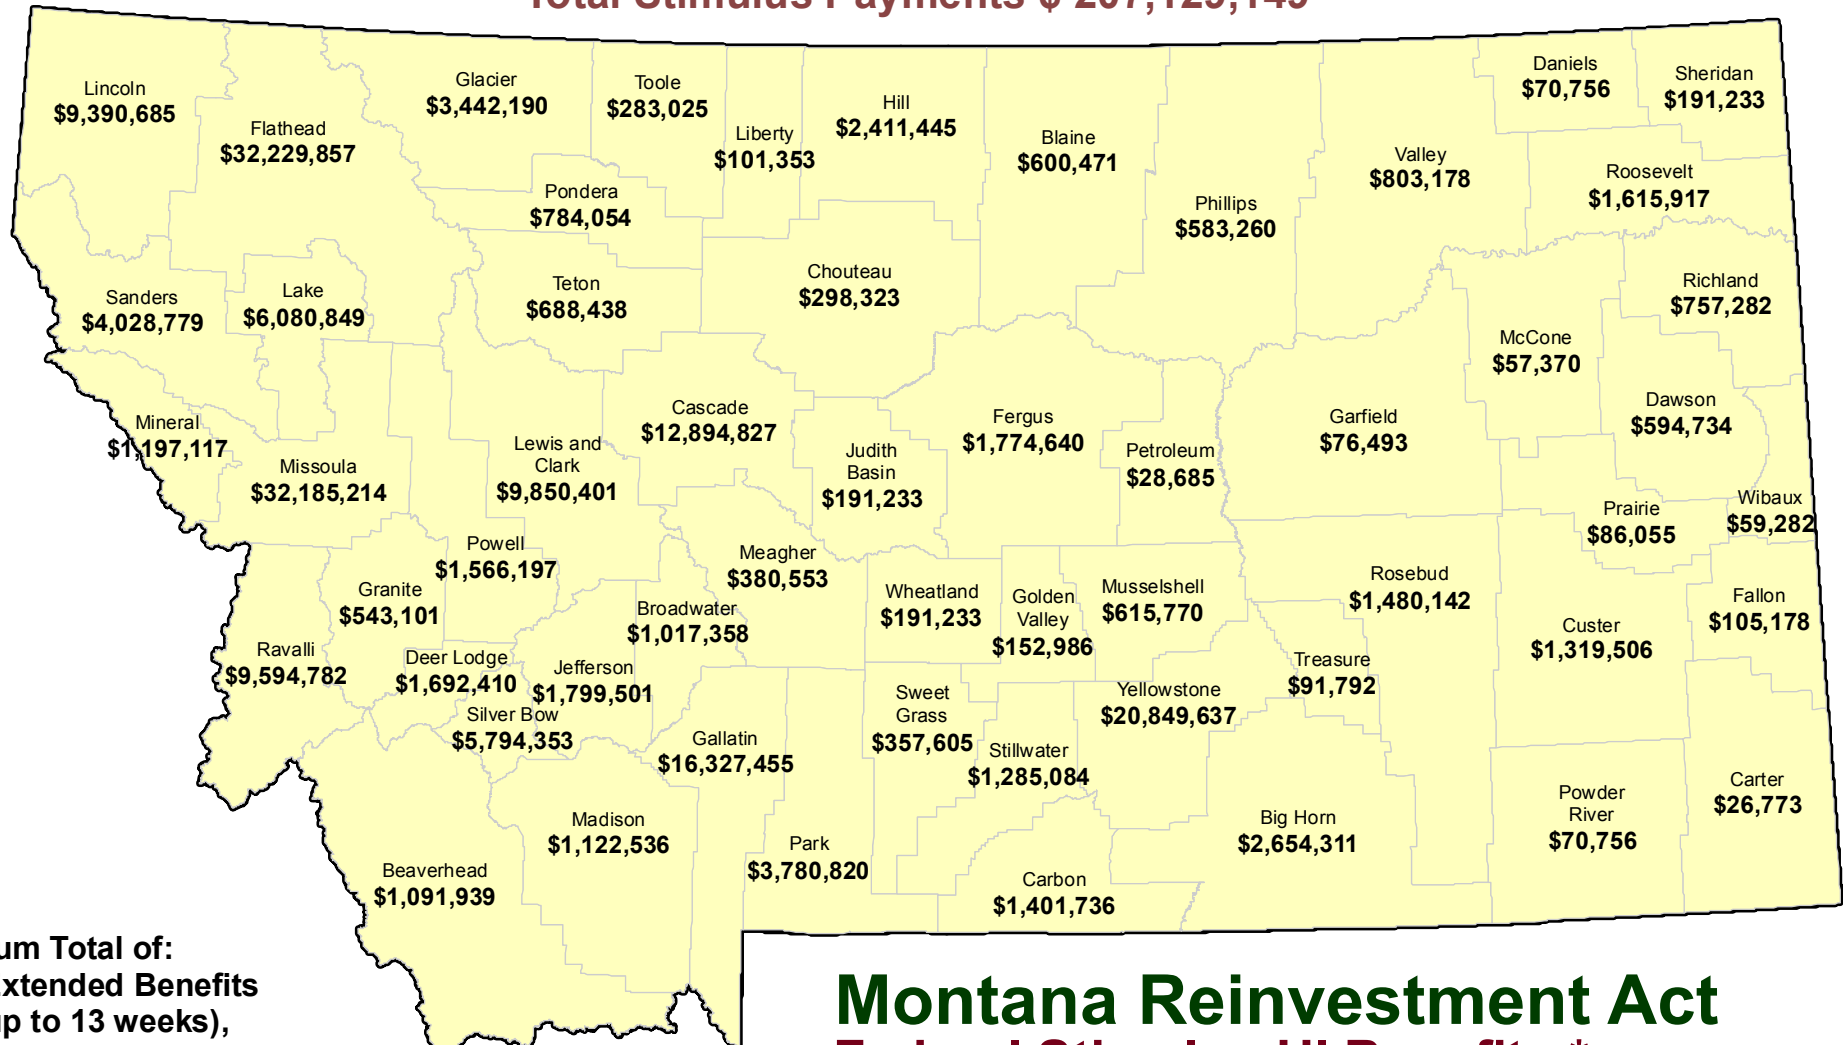 Total Stimulus Payments $ 207,129,149
Lincoln
$9,390,685
Flathead
$32,229,857
Glacier
$3,442,190
Toole
$283,025
Liberty
$101,353
Hill
$2,411,445
Blaine
$600,471
Phillips
$583,260
Valley
$803,178
Daniels
$70,756
Sheridan
$191,233
Roosevelt
$1,615,917
Pondera
$784,054
Teton
$688,438
Chouteau
$298,323
Sanders
$4,028,779
Lake
$6,080,849
Richland
$757,282
McCone
$57,370
Dawson
$594,734
Mineral
$1,197,117
Missoula
$32,185,214
Lewis and
Clark
$9,850,401
Cascade
$12,894,827
Judith
Basin
$191,233
Fergus
$1,774,640
Petroleum
$28,685
Garfield
$76,493
Prairie
$86,055
Wibaux
$59,282
Powell
$1,566,197
Granite
$543,101
Meagher
$380,553
Broadwater
$1,017,358
Wheatland
$191,233
Golden
Valley
$152,986
Musselshell
$615,770
Rosebud
$1,480,142
Treasure
$91,792
Custer
$1,319,506
Fallon
$105,178
Ravalli
$9,594,782
Deer Lodge
$1,692,410
Jefferson
$1,799,501
Silver Bow
$5,794,353
Gallatin
$16,327,455
Sweet
Grass
$357,605
Stillwater
$1,285,084
Yellowstone
$20,849,637
Madison
$1,122,536
Beaverhead
$1,091,939
Park
$3,780,820
Carbon
$1,401,736
Big Horn
$2,654,311
Powder
River
$70,756
Carter
$26,773
um Total of:
xtended Benefits
up to 13 weeks),
Montana Reinvestment Act
Federal Stimulus UI Benefits *